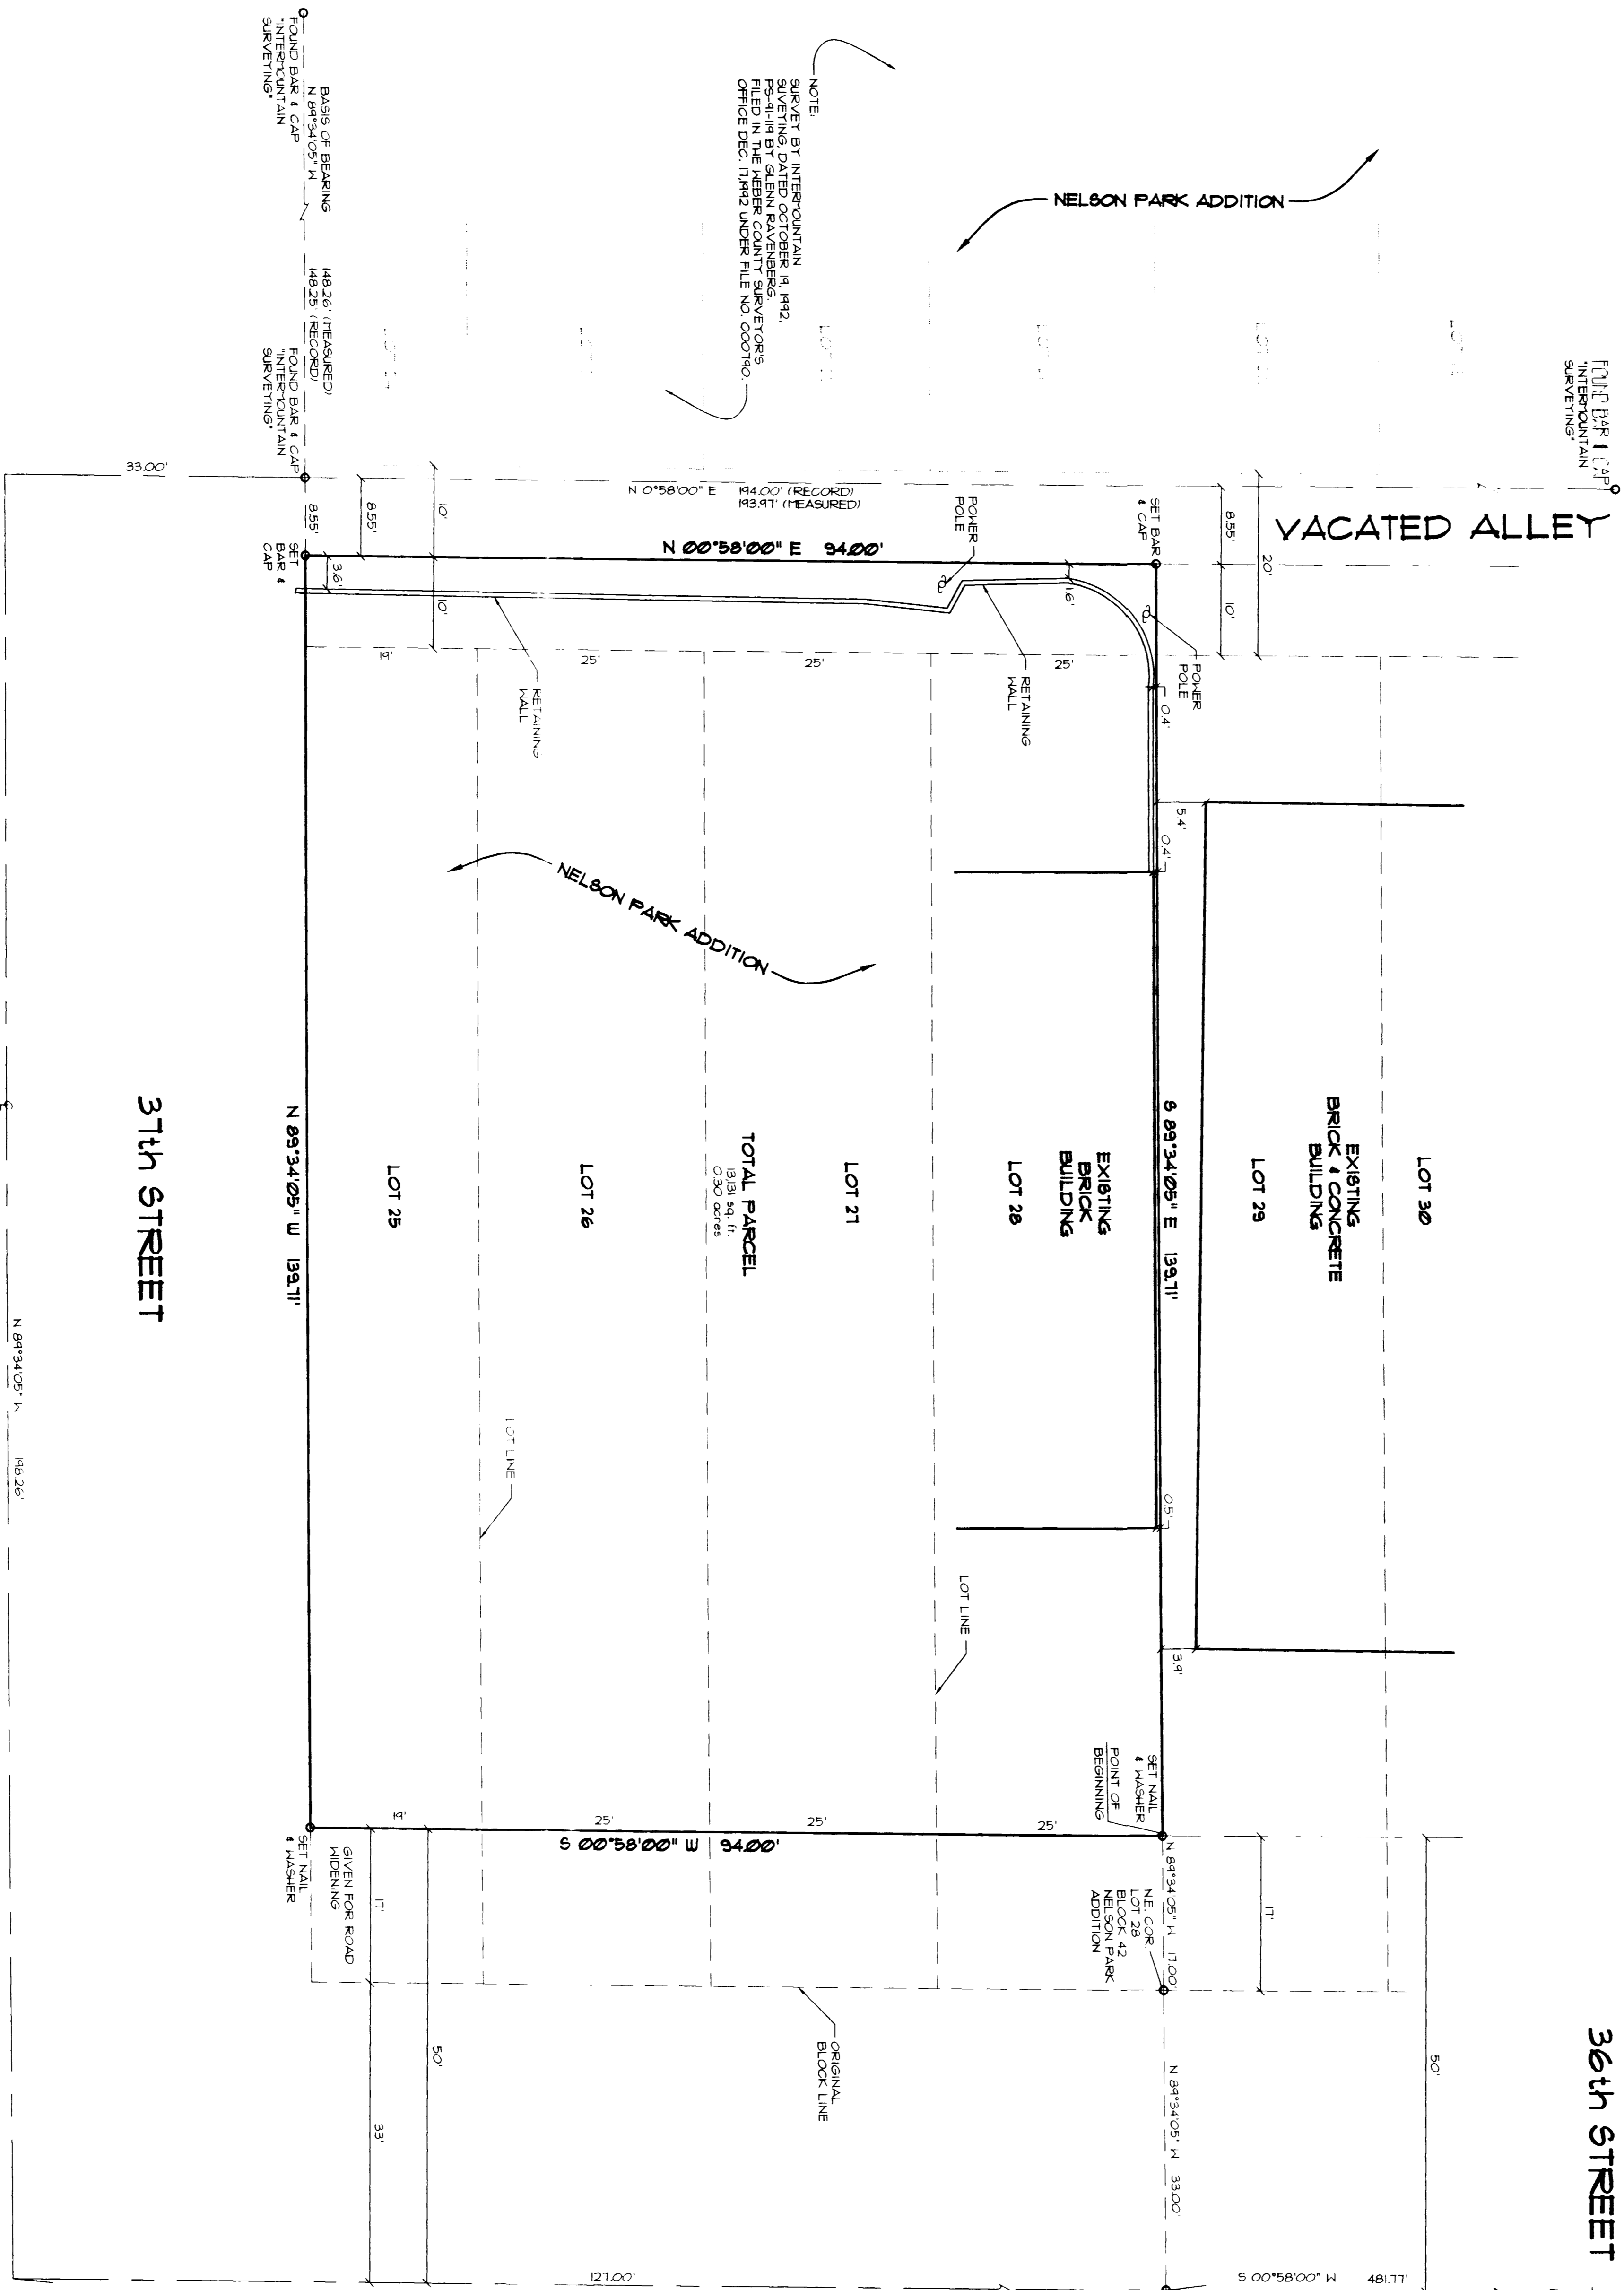 FOUND BAR & CAP
"INTERMOUNTAIN
SURVEYING"
BASIS OF BEARING
N 89°34'05" W
148.26' (MEASURED)
148.25' (RECORD)
FOUND BAR & CAP
"INTERMOUNTAIN
SURVEYING"
NOTE:
SURVEY BY INTERMOUNTAIN
SUVEYING, DATED OCTOBER 19, 1992,
PS-91-119 BY GLENN RAVENBERG.
FILED IN THE WEBER COUNTY SURVEYOR'S
OFFICE DEC. 17,1992 UNDER FILE NO. 000790.
NELSON PARK ADDITION
FOUND BAR & CAP
"INTERMOUNTAIN
SURVEYING"
VACATED ALLEY
33.00'
8.55'
8.55'
10'
N 0°58'00" E 194.00' (RECORD)
193.97' (MEASURED)
POWER
POLE
SET BAR
& CAP
8.55'
20'
SET
BAR &
CAP
3.6'
10'
N 00°58'00" E 94.00'
1.6'
10'
19'
25'
25'
25'
RETAINING
WALL
RETAINING
WALL
POWER
POLE
0.4'
5.4'
0.4'
NELSON PARK ADDITION
37th STREET
N 89°34'05" W 139.71'
LOT 25
LOT 26
TOTAL PARCEL
13,131 sq. ft.
0.30 acres
LOT 27
LOT 28
EXISTING
BRICK
BUILDING
S 89°34'05" E 139.71'
LOT 29
EXISTING
BRICK & CONCRETE
BUILDING
LOT 30
N 89°34'05" W 198.26'
LOT LINE
LOT LINE
0.5'
3.9'
SET NAIL
& WASHER
POINT OF
BEGINNING
19'
25'
25'
25'
S 00°58'00" W 94.00'
SET NAIL
& WASHER
GIVEN FOR ROAD
WIDENING
17'
N 89°34'05" W 17.00'
N.E. COR.
LOT 28
BLOCK 42
NELSON PARK
ADDITION
17'
ORIGINAL
BLOCK LINE
50'
33'
N 89°34'05" W 33.00'
50'
36th STREET
127.00'
S 00°58'00" W 481.77'